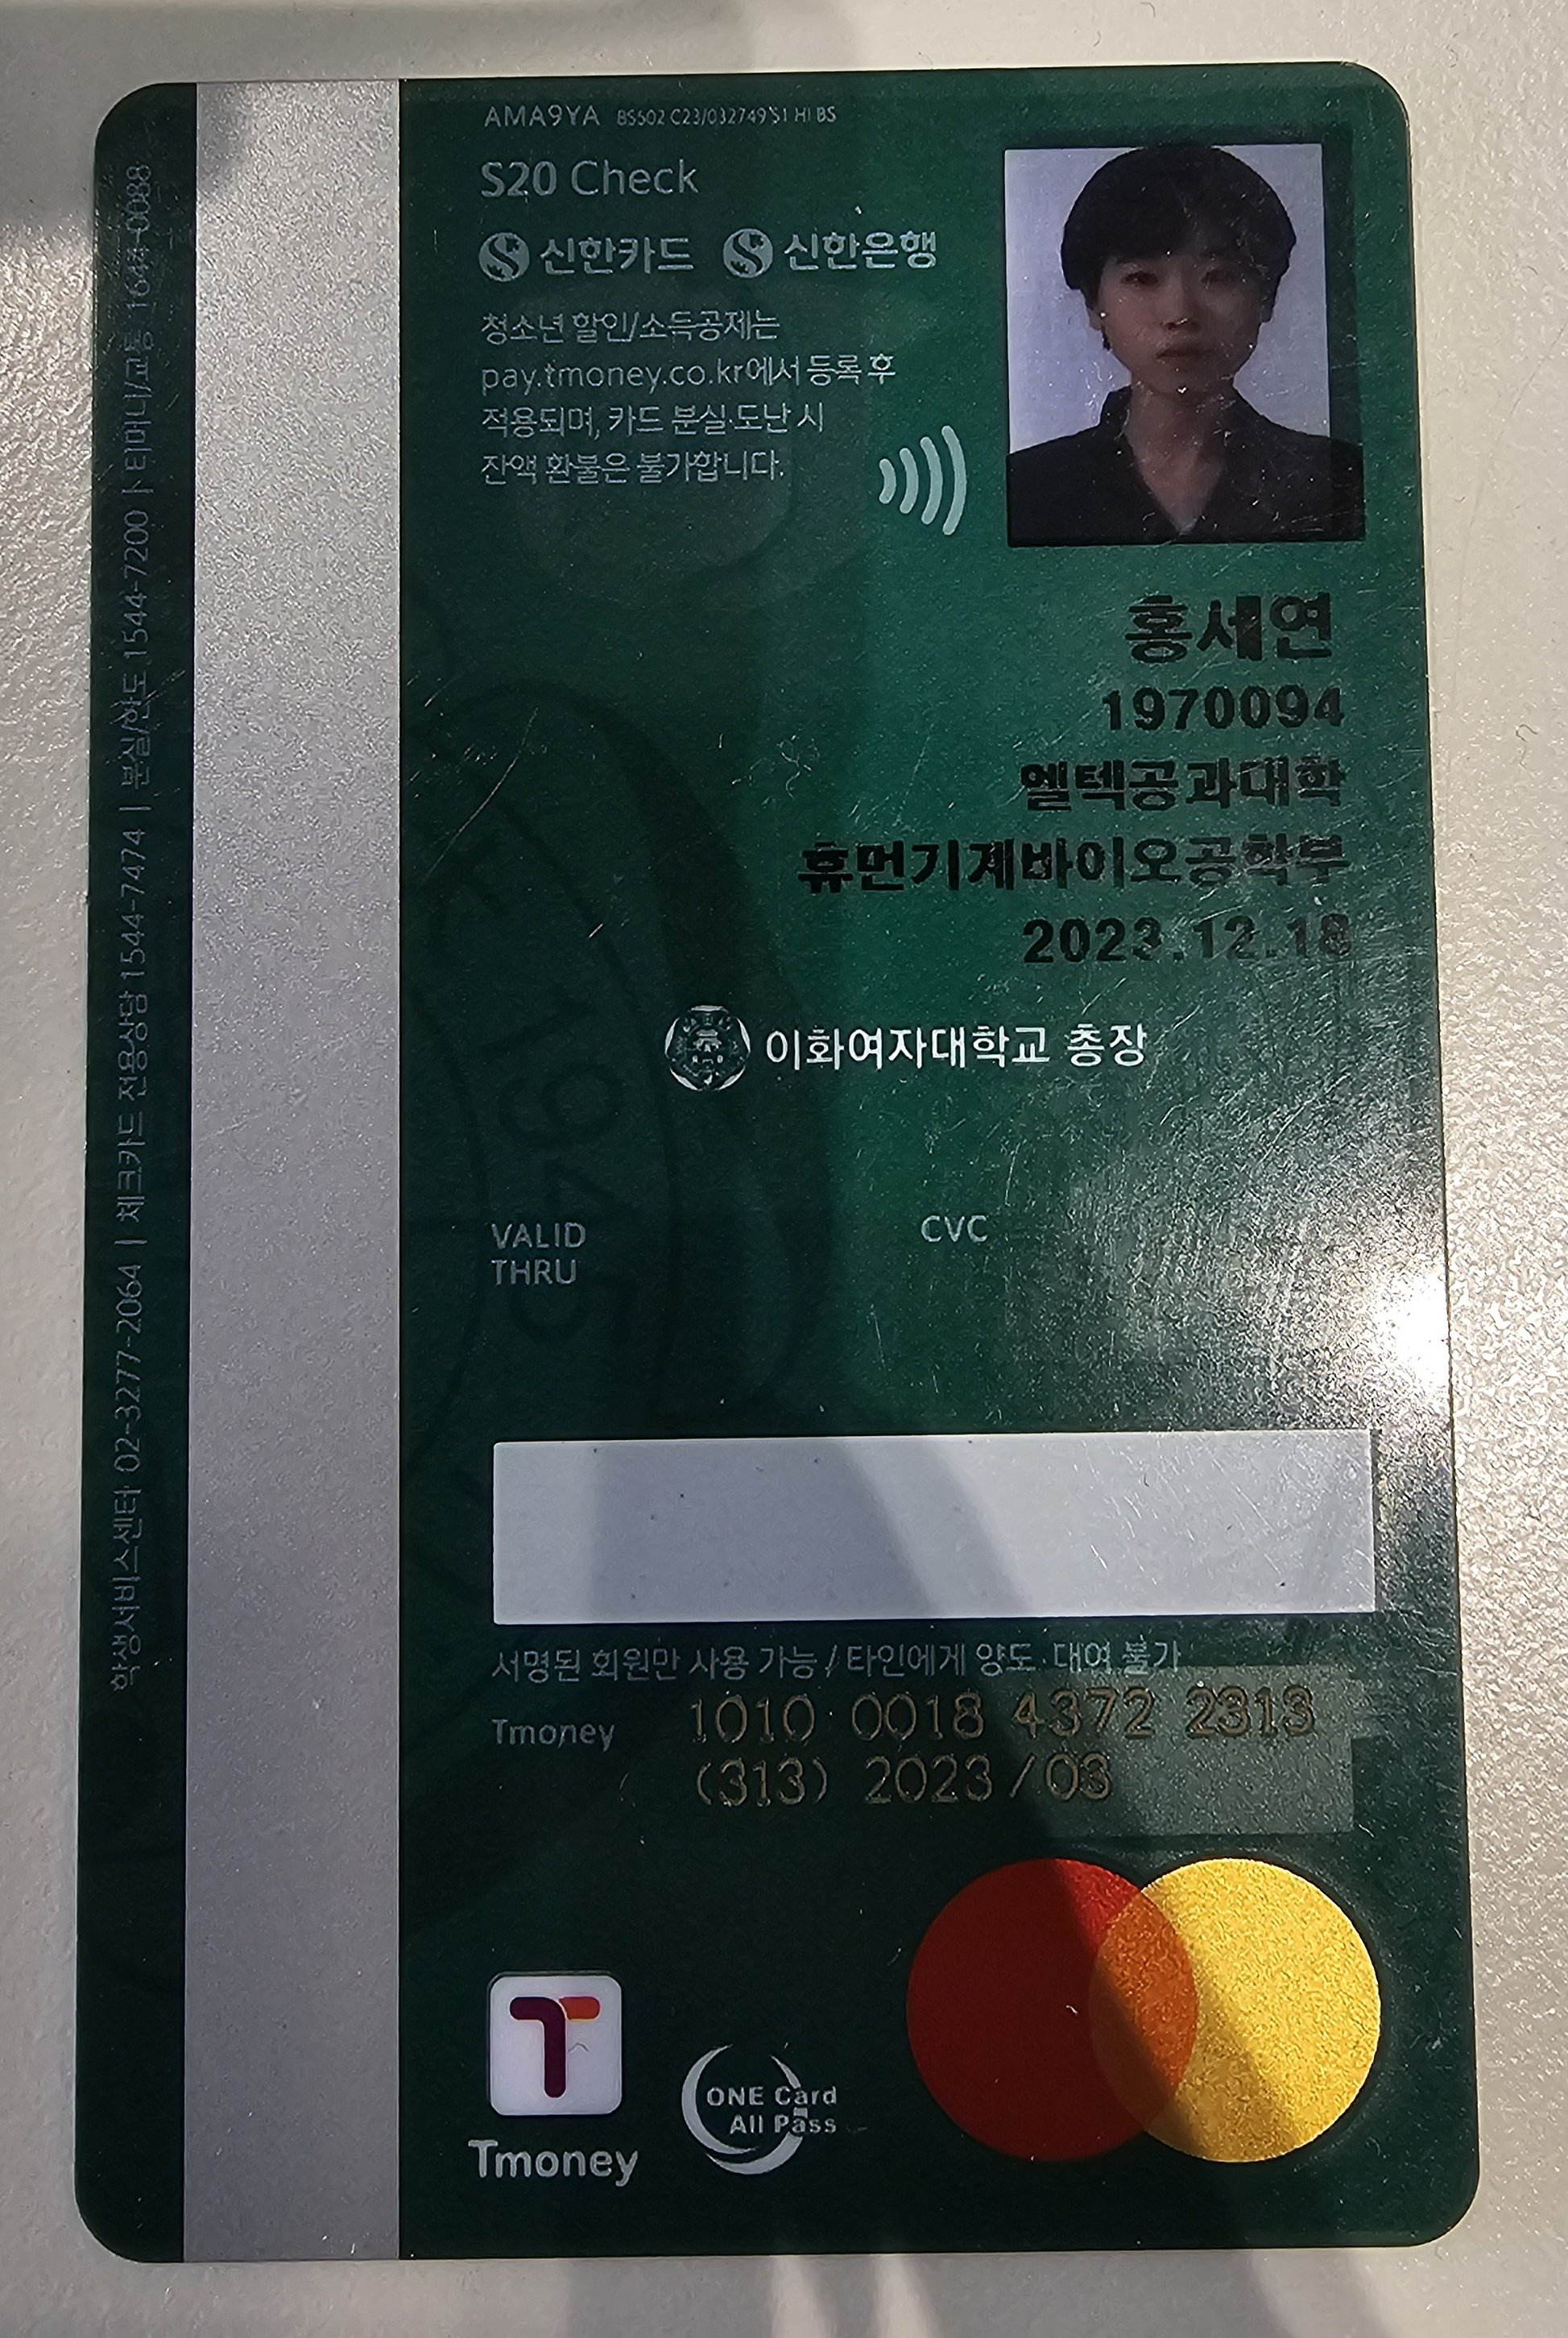 AMA9YA BS502 C23/032749'S1 HI BS
S20 Check
신한카드 신한은행
청소년 할인/소득공제는
pay.tmoney.co.kr에서 등록 후
적용되며, 카드 분실·도난 시
잔액 환불은 불가합니다.
홍세연
1970094
엘텍공과대학
휴먼기계바이오공학부
2023.12.18
이화여자대학교 총장
VALID
THRU
CVC
서명된 회원만 사용 가능 / 타인에게 양도·대여 불가
Tmoney 1010 0018 4372 2313
(313) 2023/03
Tmoney
ONE Card
All Pass
학생서비스센터 02-3277-2064 | 체크카드 전용상담 1544-7474 | 분실/한도 1544-7200 | 티머니/교통 1644-0088